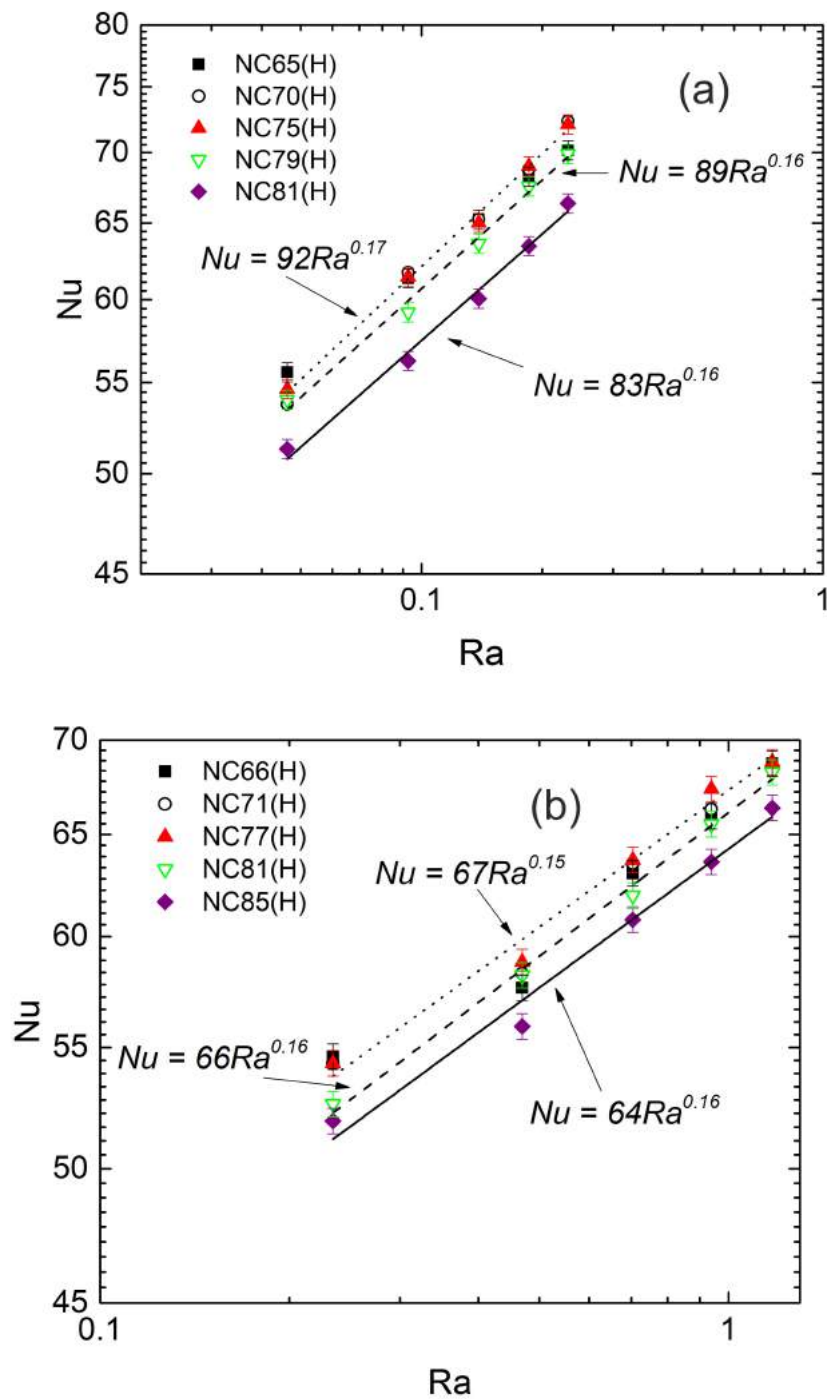 80
75
70
65
60
55
50
45
Nu
NC65(H)
NC70(H)
NC75(H)
NC79(H)
NC81(H)
(a)
Nu = 89Ra^0.16
Nu = 92Ra^0.17
Nu = 83Ra^0.16
0.1
1
Ra
70
65
60
55
50
45
Nu
NC66(H)
NC71(H)
NC77(H)
NC81(H)
NC85(H)
(b)
Nu = 67Ra^0.15
Nu = 66Ra^0.16
Nu = 64Ra^0.16
0.1
1
Ra